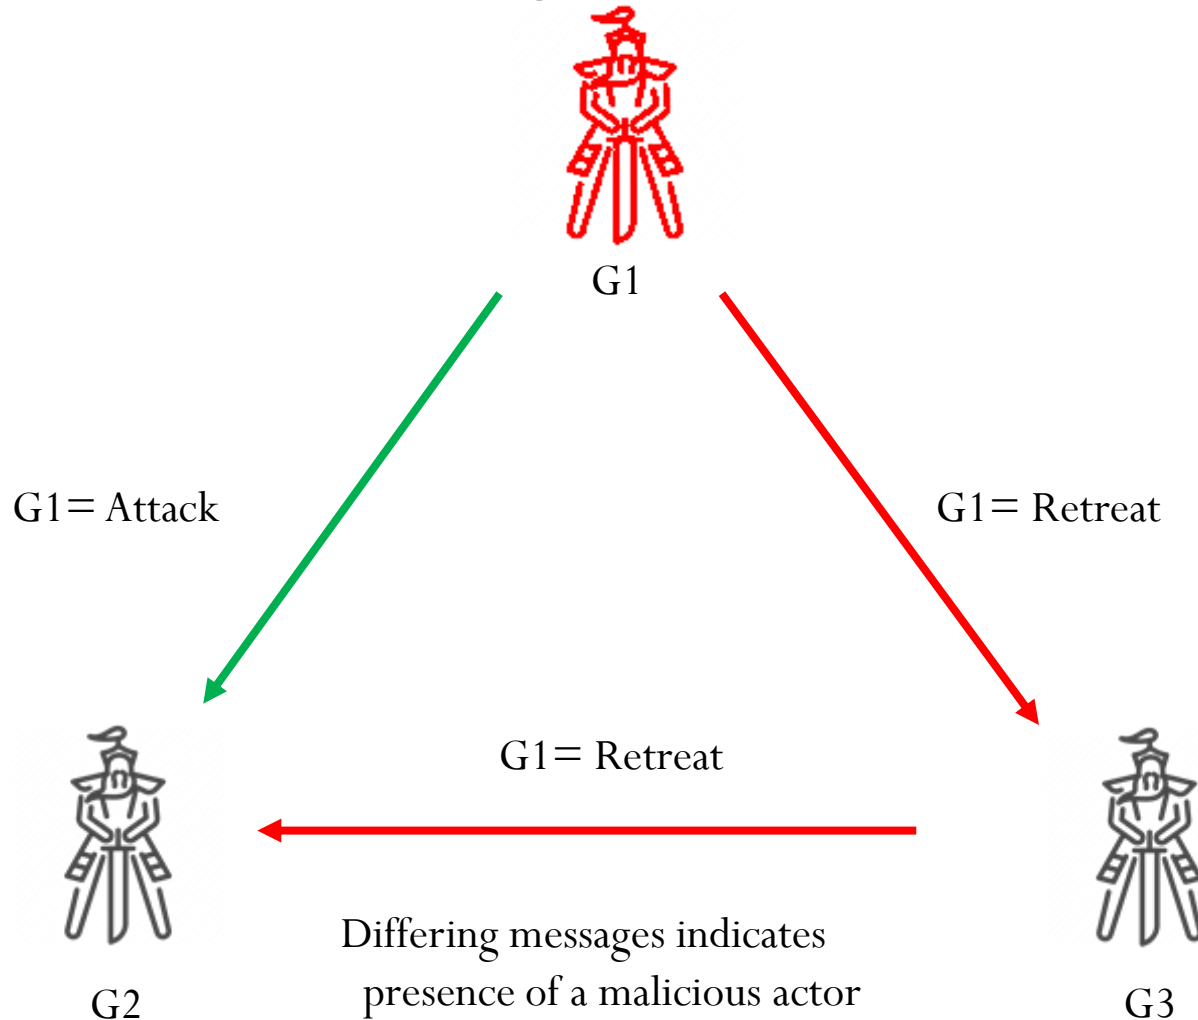 G1
G1= Attack
G1= Retreat
G1= Retreat
Differing messages indicates
presence of a malicious actor
G2
G3